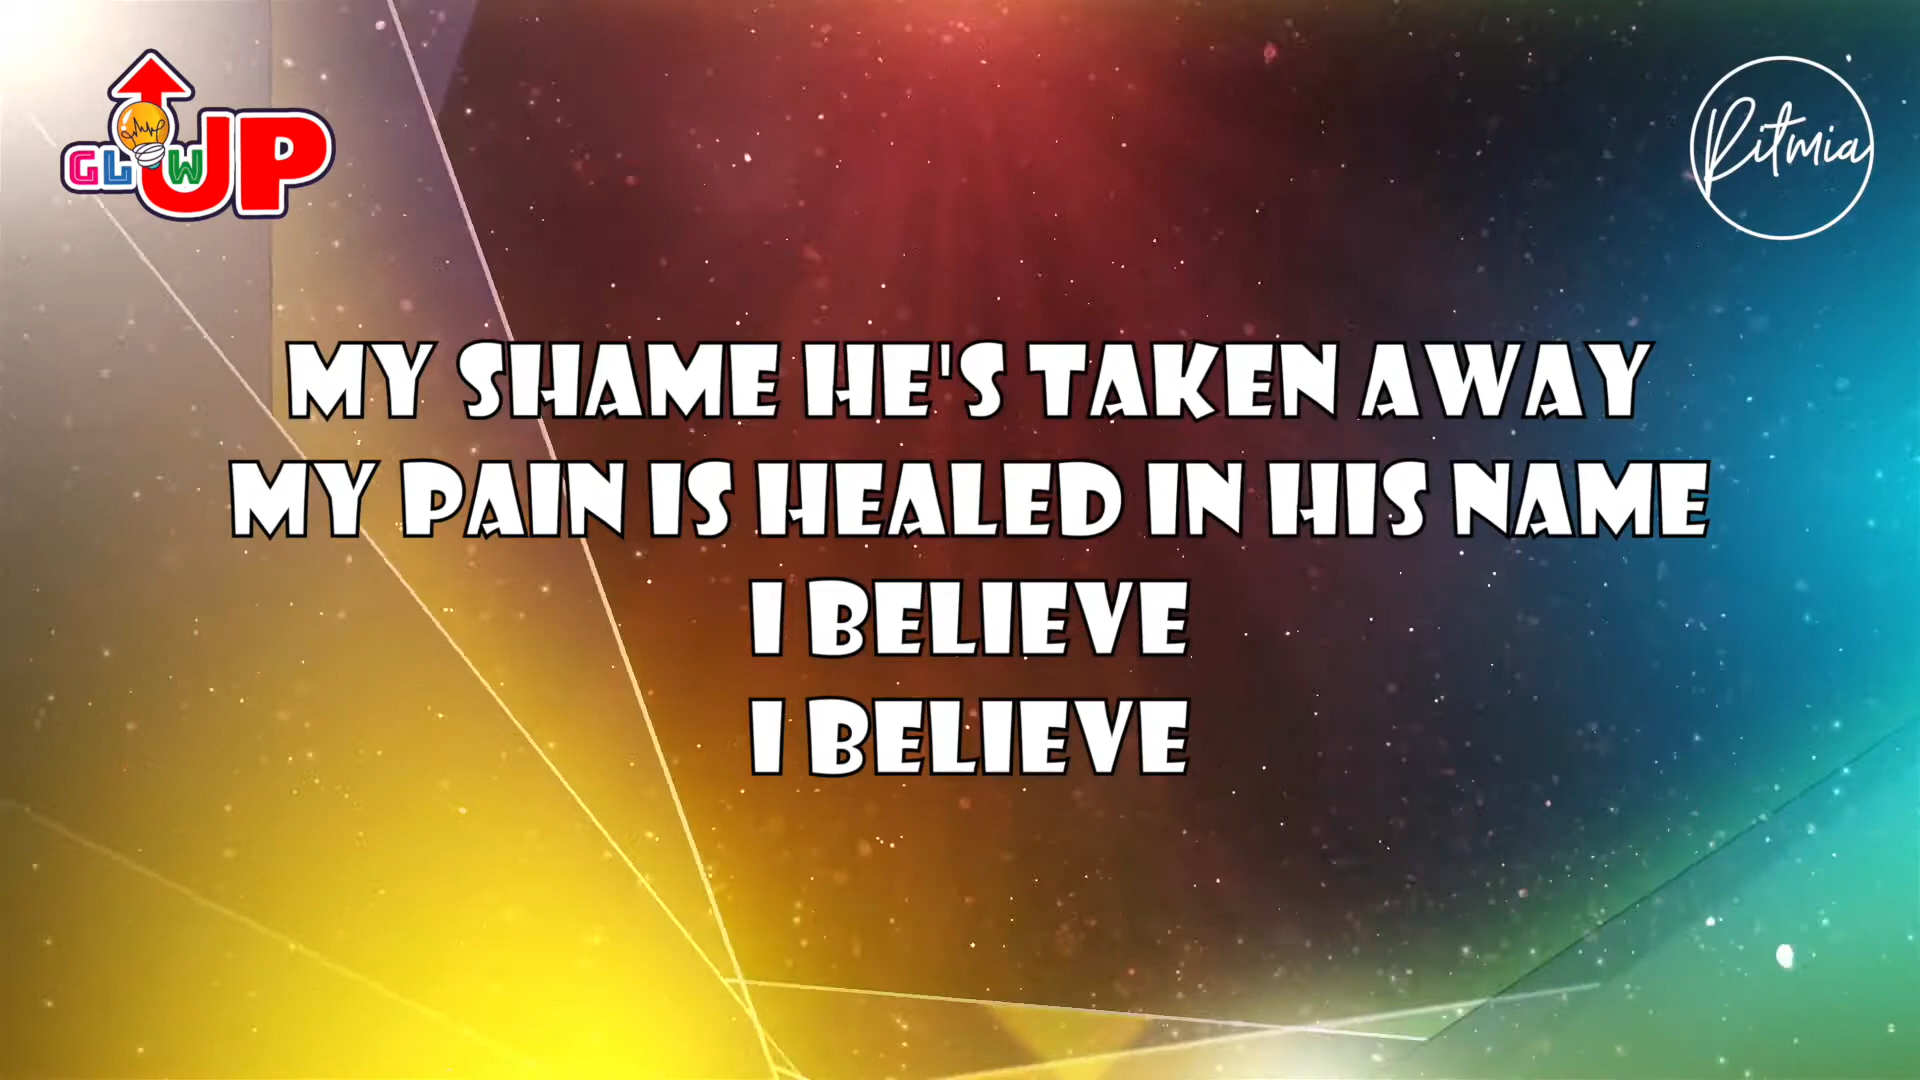 GLOW UP
Ritmia
MY SHAME HE'S TAKEN AWAY
MY PAIN IS HEALED IN HIS NAME
I BELIEVE
I BELIEVE